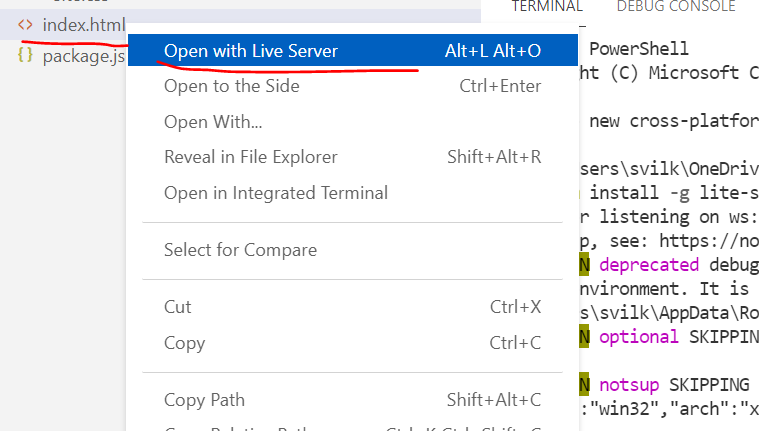 TERMINAL DEBUG CONSOLE
<> index.html
{} package.js
Open with Live Server Alt+L Alt+O
Open to the Side Ctrl+Enter
Open With...
Reveal in File Explorer Shift+Alt+R
Open in Integrated Terminal
Select for Compare
Cut Ctrl+X
Copy Ctrl+C
Copy Path Shift+Alt+C
PowerShell
ht (C) Microsoft C
new cross-platfor
sers\svilk\OneDriv
install -g lite-s
r listening on ws:
p, see: https://no
N deprecated debug
nvironment. It is
s\svilk\AppData\Ro
N optional SKIPPIN
N notsup SKIPPING
:"win32","arch":"x